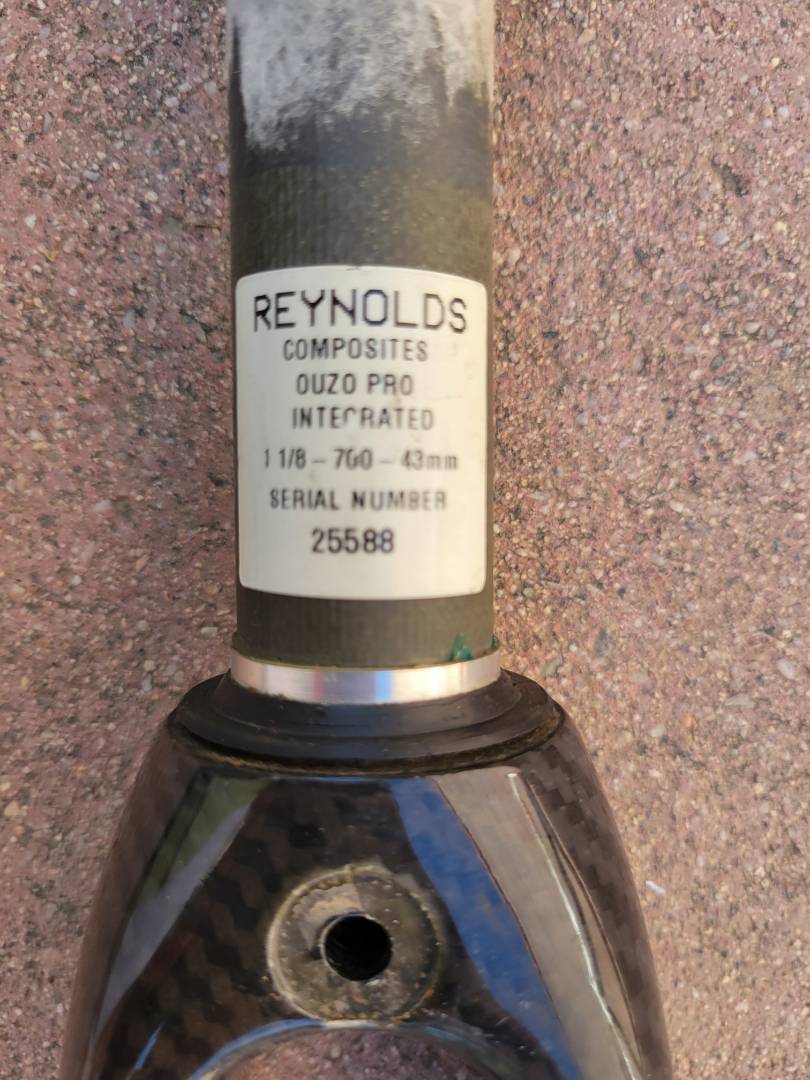 REYNOLDS
COMPOSITES
OUZO PRO
INTEGRATED
1 1/8 – 700 – 43mm
SERIAL NUMBER
25588